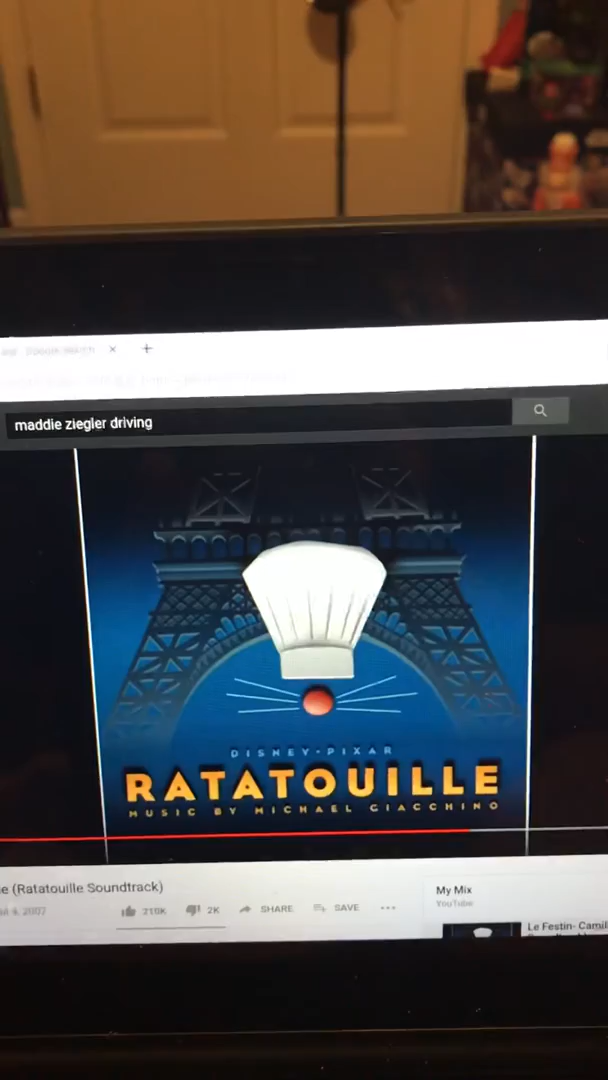 maddie ziegler driving
DISNEY·PIXAR
RATATOUILLE
MUSIC BY MICHAEL GIACCHINO
e (Ratatouille Soundtrack)
2K
SHARE
SAVE
My Mix
YouTube
Le Festin- Camil